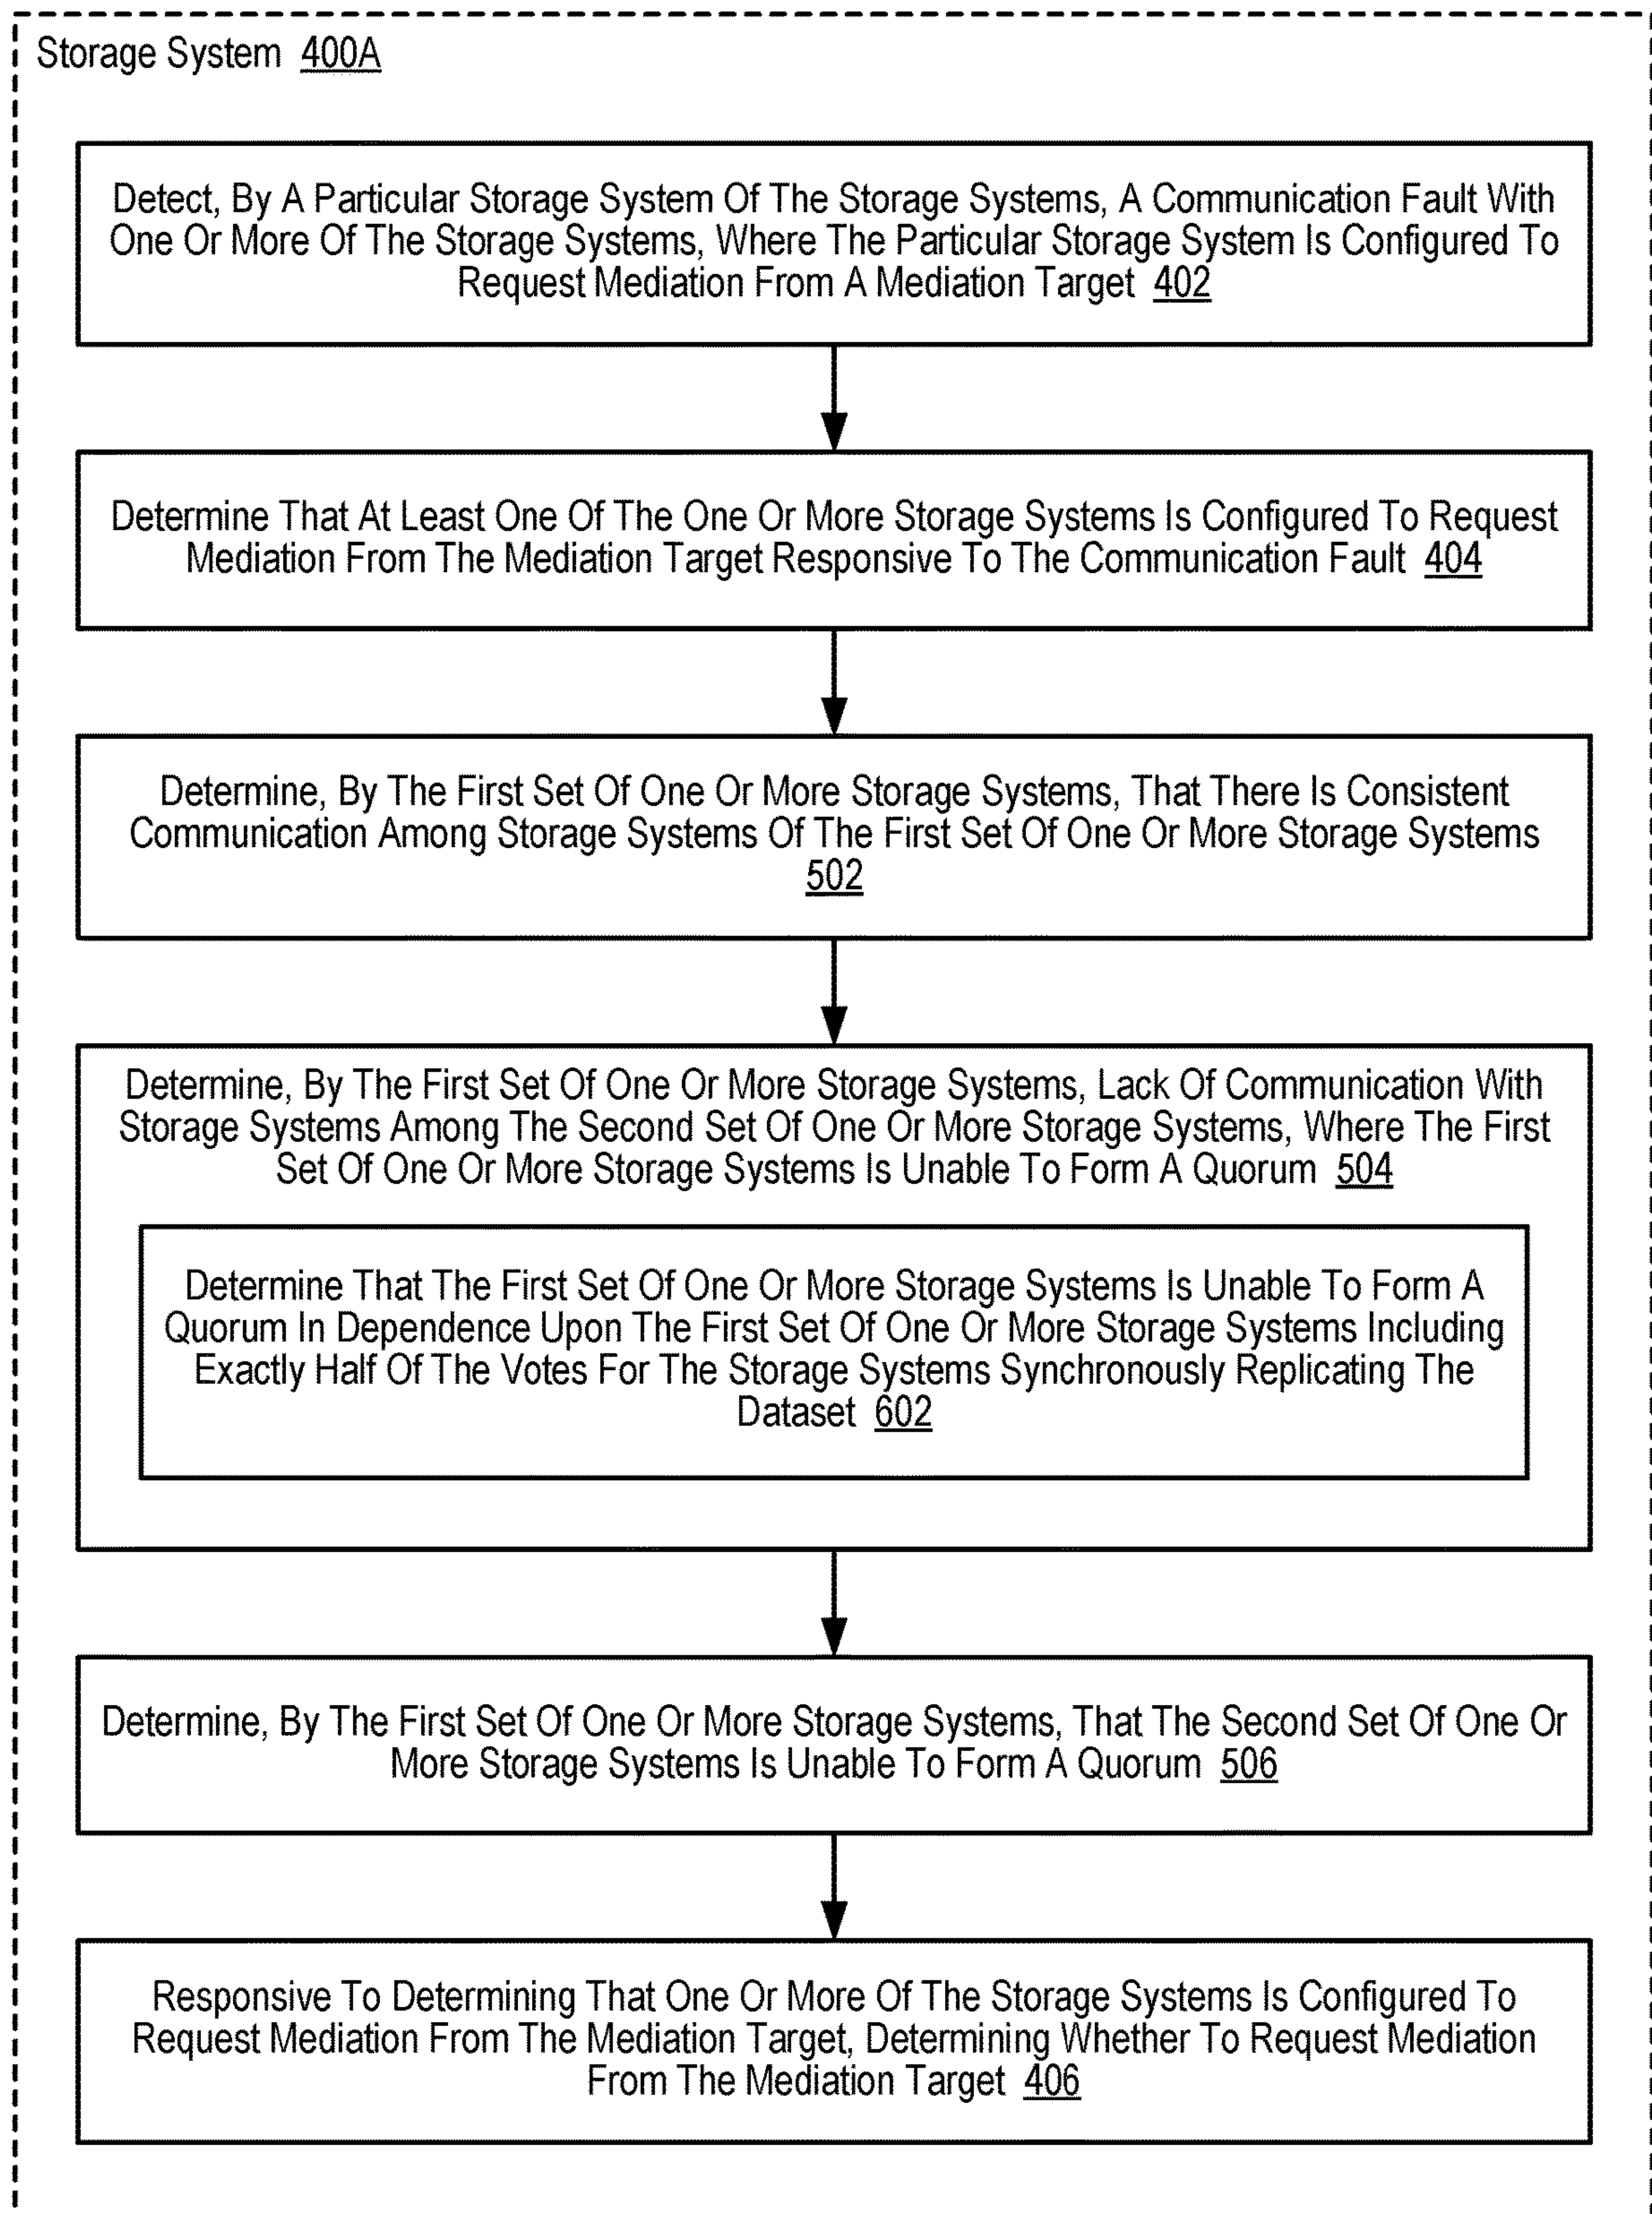 Storage System 400A
Detect, By A Particular Storage System Of The Storage Systems, A Communication Fault With
One Or More Of The Storage Systems, Where The Particular Storage System Is Configured To
Request Mediation From A Mediation Target 402
Determine That At Least One Of The One Or More Storage Systems Is Configured To Request
Mediation From The Mediation Target Responsive To The Communication Fault 404
Determine, By The First Set Of One Or More Storage Systems, That There Is Consistent
Communication Among Storage Systems Of The First Set Of One Or More Storage Systems
502
Determine, By The First Set Of One Or More Storage Systems, Lack Of Communication With
Storage Systems Among The Second Set Of One Or More Storage Systems, Where The First
Set Of One Or More Storage Systems Is Unable To Form A Quorum 504
Determine That The First Set Of One Or More Storage Systems Is Unable To Form A
Quorum In Dependence Upon The First Set Of One Or More Storage Systems Including
Exactly Half Of The Votes For The Storage Systems Synchronously Replicating The
Dataset 602
Determine, By The First Set Of One Or More Storage Systems, That The Second Set Of One Or
More Storage Systems Is Unable To Form A Quorum 506
Responsive To Determining That One Or More Of The Storage Systems Is Configured To
Request Mediation From The Mediation Target, Determining Whether To Request Mediation
From The Mediation Target 406